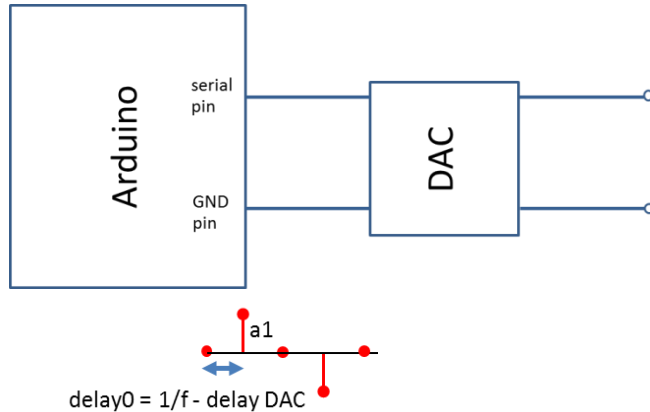 Arduino
serial
pin
GND
pin
DAC
a1
delay0 = 1/f - delay DAC